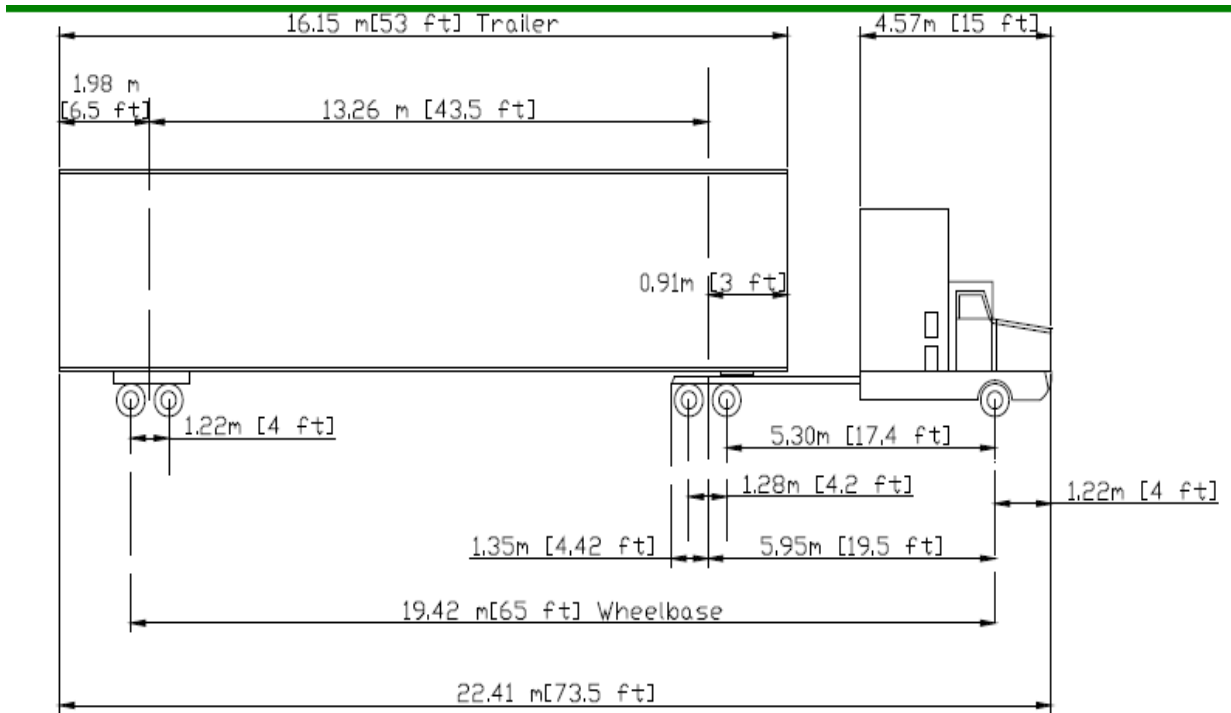 16.15 m[53 ft] Trailer
4.57m [15 ft]
1.98 m
[6.5 ft]
13.26 m [43.5 ft]
0.91m [3 ft]
1.22m [4 ft]
5.30m [17.4 ft]
1.28m [4.2 ft]
1.22m [4 ft]
1.35m [4.42 ft]
5.95m [19.5 ft]
19.42 m[65 ft] Wheelbase
22.41 m[73.5 ft]